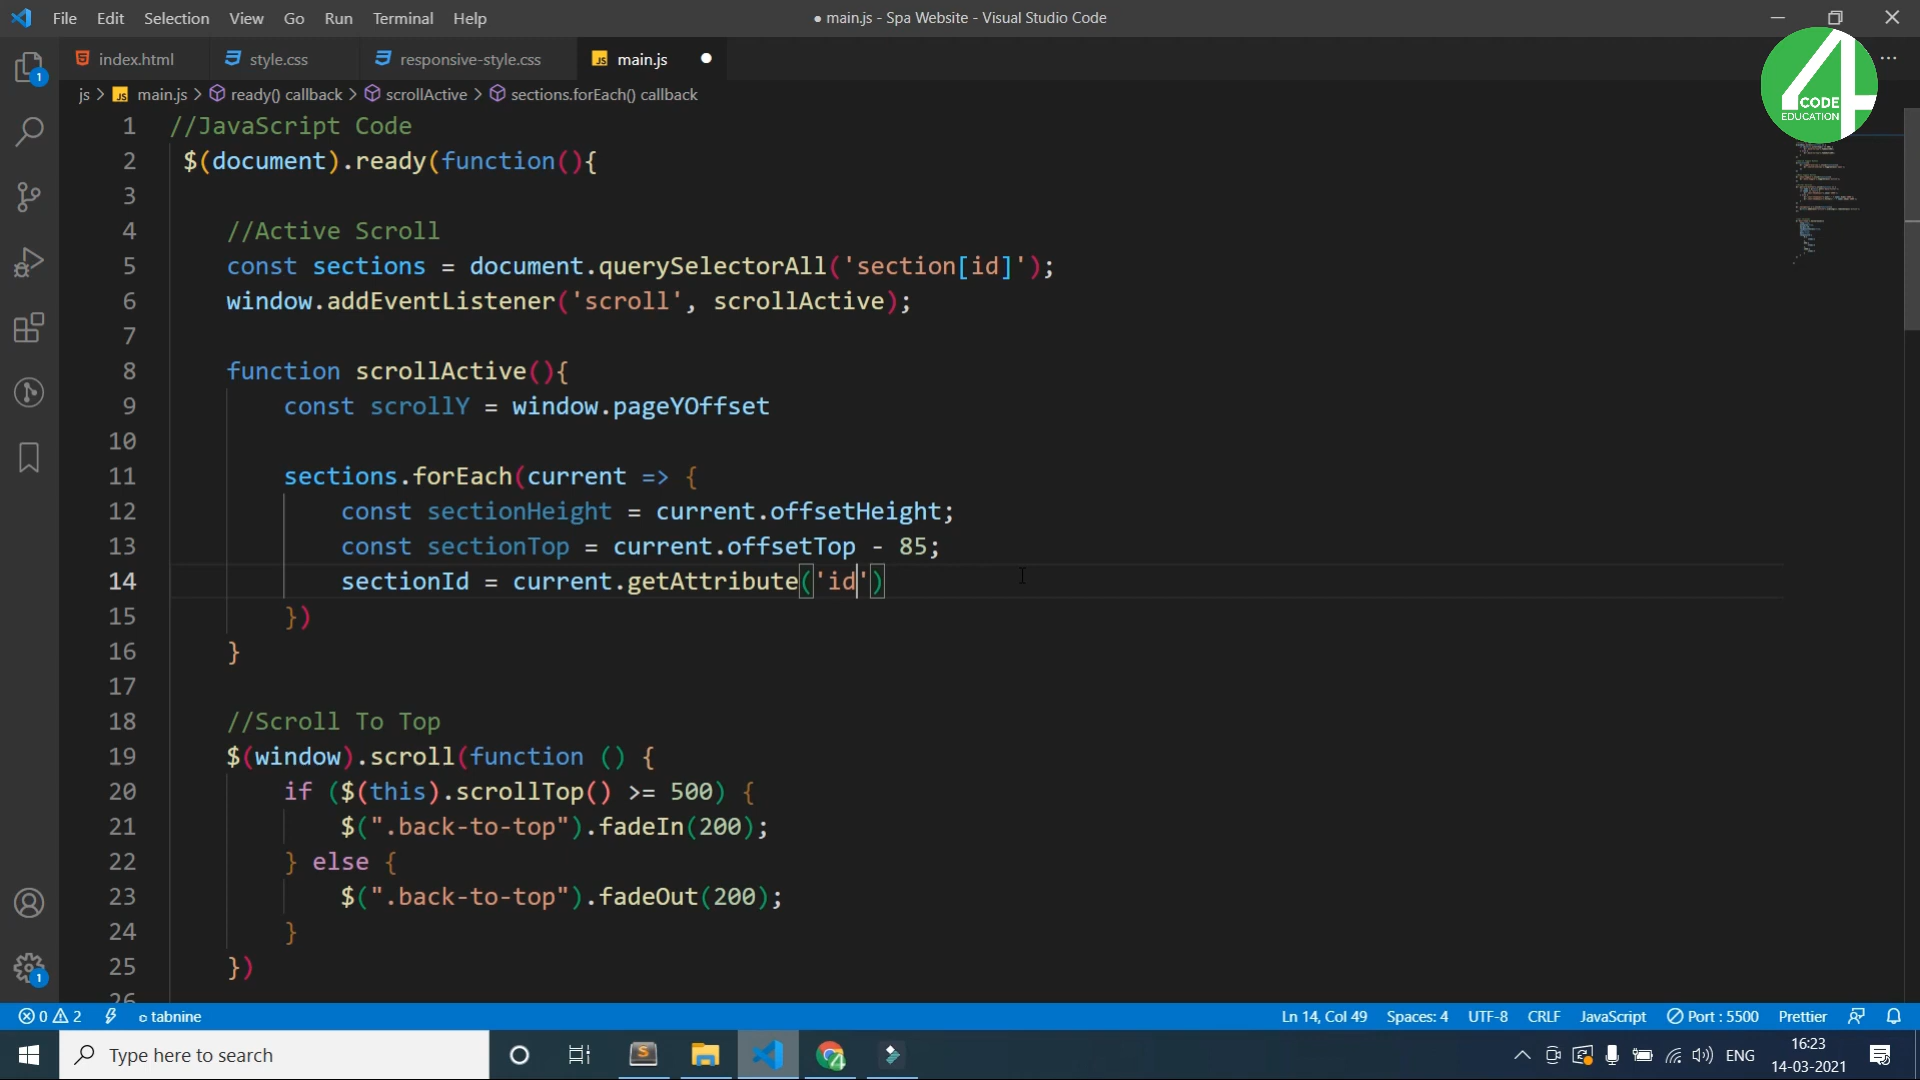 File Edit Selection View Go Run Terminal Help
● main.js - Spa Website - Visual Studio Code
index.html
style.css
responsive-style.css
JS main.js ●
4 CODE EDUCATION
js > JS main.js > ready() callback > scrollActive > sections.forEach() callback
1 //JavaScript Code
2 $(document).ready(function(){
3
4 //Active Scroll
5 const sections = document.querySelectorAll('section[id]');
6 window.addEventListener('scroll', scrollActive);
7
8 function scrollActive(){
9 const scrollY = window.pageYOffset
10
11 sections.forEach(current => {
12 const sectionHeight = current.offsetHeight;
13 const sectionTop = current.offsetTop - 85;
14 sectionId = current.getAttribute('id')
15 })
16 }
17
18 //Scroll To Top
19 $(window).scroll(function () {
20 if ($(this).scrollTop() >= 500) {
21 $(".back-to-top").fadeIn(200);
22 } else {
23 $(".back-to-top").fadeOut(200);
24 }
25 })
26
1
1
0 2 tabnine
Ln 14, Col 49 Spaces: 4 UTF-8 CRLF JavaScript Port : 5500 Prettier
Type here to search
ENG
16:23
14-03-2021